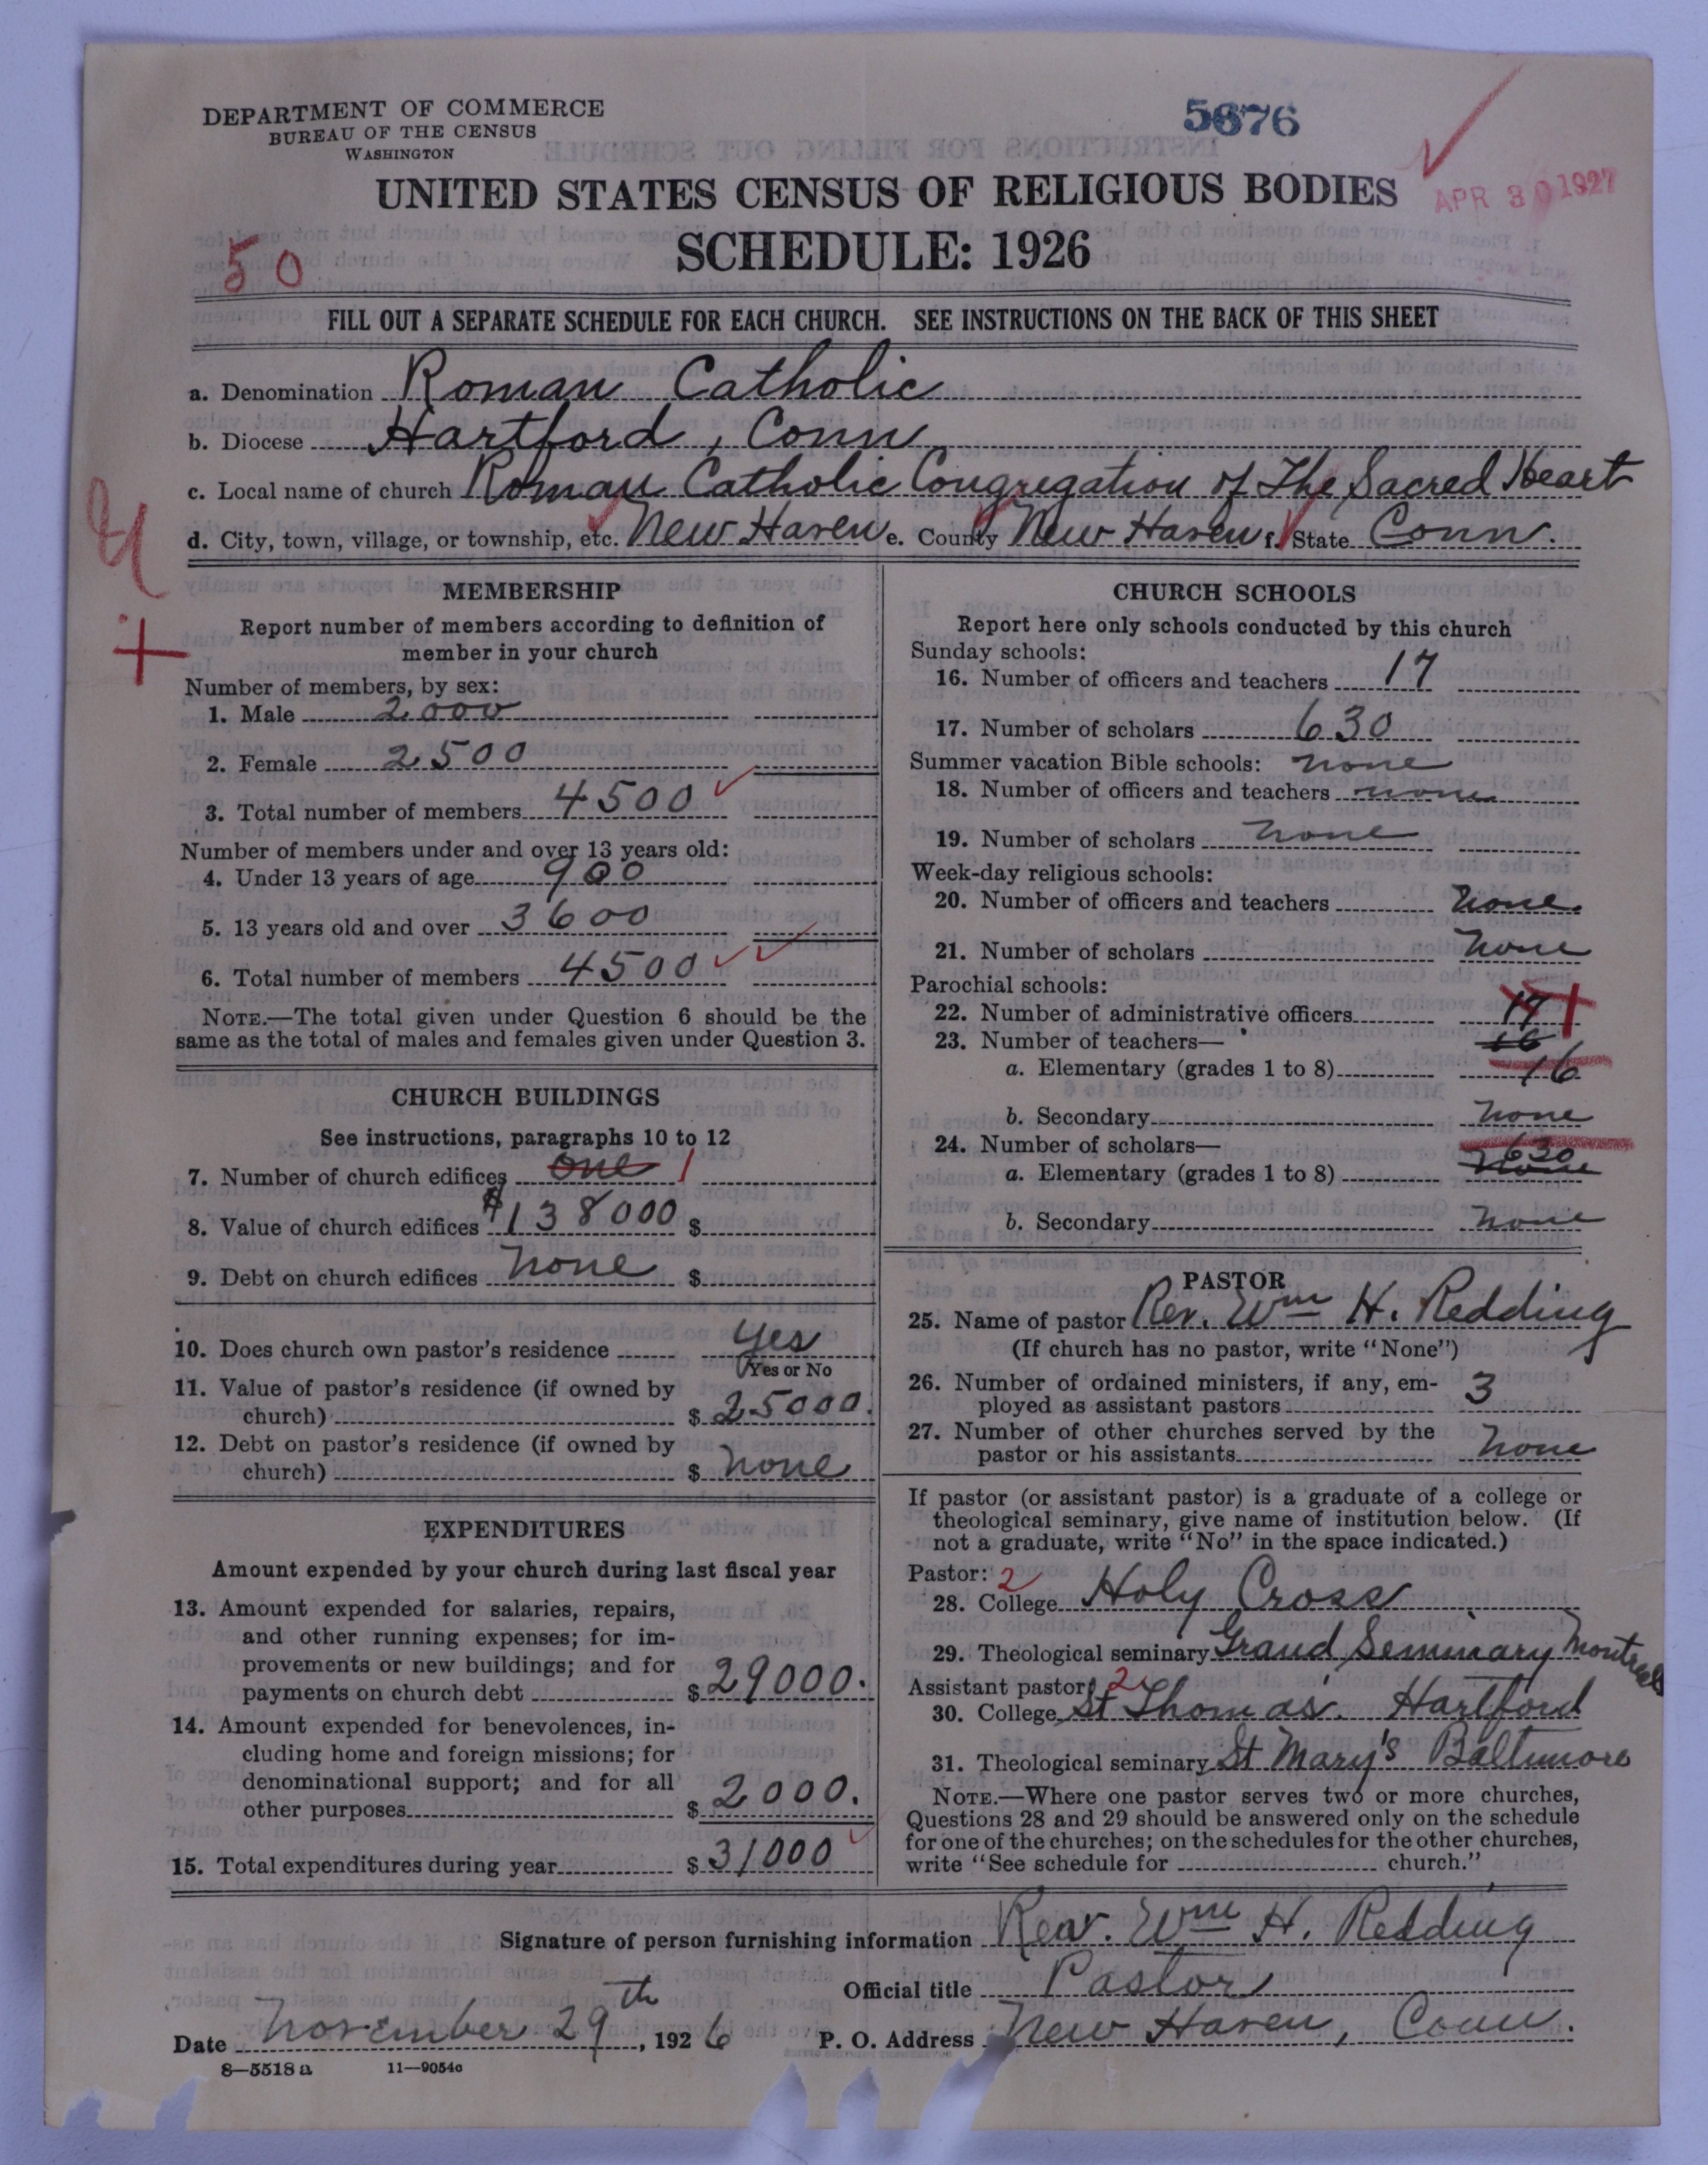 DEPARTMENT OF COMMERCE
BUREAU OF THE CENSUS
WASHINGTON
5676
APR 30 1927
UNITED STATES CENSUS OF RELIGIOUS BODIES
SCHEDULE: 1926
50
FILL OUT A SEPARATE SCHEDULE FOR EACH CHURCH. SEE INSTRUCTIONS ON THE BACK OF THIS SHEET
a. Denomination Roman Catholic
b. Diocese Hartford, Conn
c. Local name of church Roman Catholic Congregation of The Sacred Heart
d. City, town, village, or township, etc. New Haven e. County New Haven f. State Conn.
MEMBERSHIP
Report number of members according to definition of
member in your church
Number of members, by sex:
1. Male 2000
2. Female 2500
3. Total number of members 4500
Number of members under and over 13 years old:
4. Under 13 years of age 900
5. 13 years old and over 3600
6. Total number of members 4500
NOTE.—The total given under Question 6 should be the
same as the total of males and females given under Question 3.
CHURCH BUILDINGS
See instructions, paragraphs 10 to 12
7. Number of church edifices one 1
8. Value of church edifices $138000 $
9. Debt on church edifices none $
10. Does church own pastor's residence Yes
Yes or No
11. Value of pastor's residence (if owned by
church) $ 25000.
12. Debt on pastor's residence (if owned by
church) $ none
EXPENDITURES
Amount expended by your church during last fiscal year
13. Amount expended for salaries, repairs,
and other running expenses; for im-
provements or new buildings; and for
payments on church debt $ 29000.
14. Amount expended for benevolences, in-
cluding home and foreign missions; for
denominational support; and for all
other purposes $ 2000.
15. Total expenditures during year $ 31000
CHURCH SCHOOLS
Report here only schools conducted by this church
Sunday schools:
16. Number of officers and teachers 17
17. Number of scholars 630
Summer vacation Bible schools: none
18. Number of officers and teachers none
19. Number of scholars none
Week-day religious schools:
20. Number of officers and teachers none.
21. Number of scholars none
Parochial schools:
22. Number of administrative officers 17 1
23. Number of teachers— 16
a. Elementary (grades 1 to 8) 16
b. Secondary none
24. Number of scholars— 630
a. Elementary (grades 1 to 8) none
b. Secondary none
PASTOR
25. Name of pastor Rev. Wm H. Redding
(If church has no pastor, write "None")
26. Number of ordained ministers, if any, em-
ployed as assistant pastors 3
27. Number of other churches served by the
pastor or his assistants none
If pastor (or assistant pastor) is a graduate of a college or
theological seminary, give name of institution below. (If
not a graduate, write "No" in the space indicated.)
Pastor: 2
28. College Holy Cross
29. Theological seminary Grand Seminary Montreal
Assistant pastor: 2
30. College St Thomas'. Hartford
31. Theological seminary St Mary's Baltimore
NOTE.—Where one pastor serves two or more churches,
Questions 28 and 29 should be answered only on the schedule
for one of the churches; on the schedules for the other churches,
write "See schedule for church."
Signature of person furnishing information Rev. Wm H. Redding
Official title Pastor
Date November 29th, 1926 P. O. Address New Haven, Conn.
8—5518 a 11—9054c